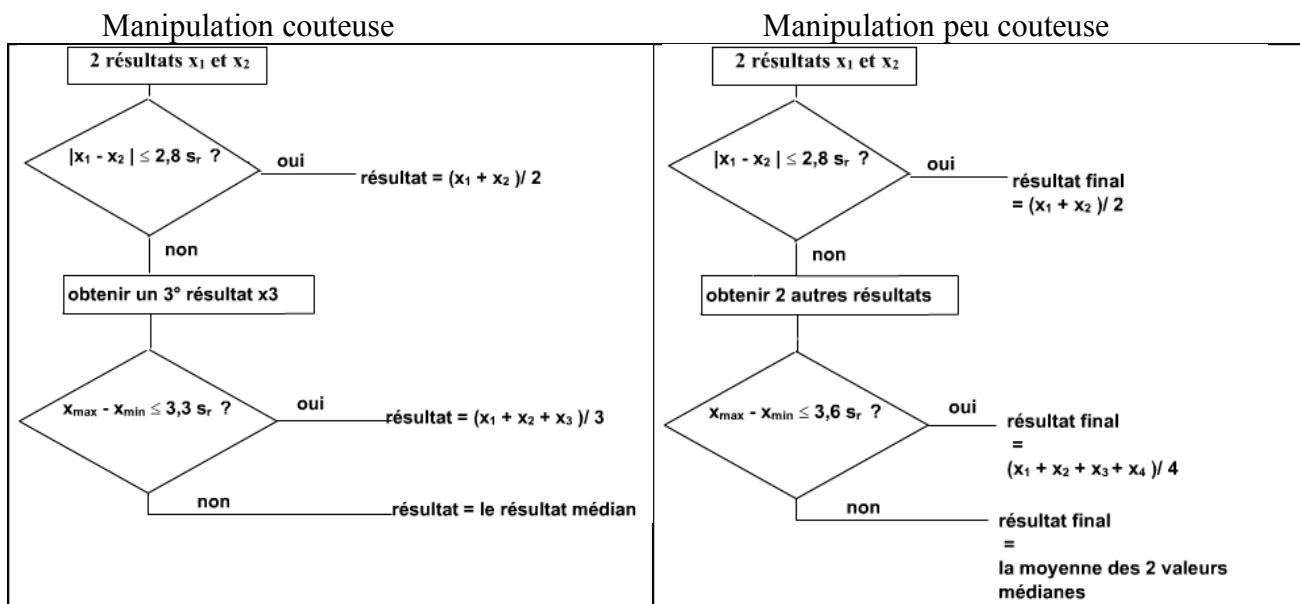 Manipulation couteuse
2 résultats x₁ et x₂
|x₁ - x₂ | ≤ 2,8 sᵣ ?
oui
résultat = (x₁ + x₂ )/ 2
non
obtenir un 3° résultat x3
xₘₐₓ - xₘᵢₙ ≤ 3,3 sᵣ ?
oui
résultat = (x₁ + x₂ + x₃ )/ 3
non
résultat = le résultat médian
Manipulation peu couteuse
2 résultats x₁ et x₂
|x₁ - x₂ | ≤ 2,8 sᵣ ?
oui
résultat final
= (x₁ + x₂ )/ 2
non
obtenir 2 autres résultats
xₘₐₓ - xₘᵢₙ ≤ 3,6 sᵣ ?
oui
résultat final
=
(x₁ + x₂ + x₃ + x₄ )/ 4
non
résultat final
=
la moyenne des 2 valeurs
médianes